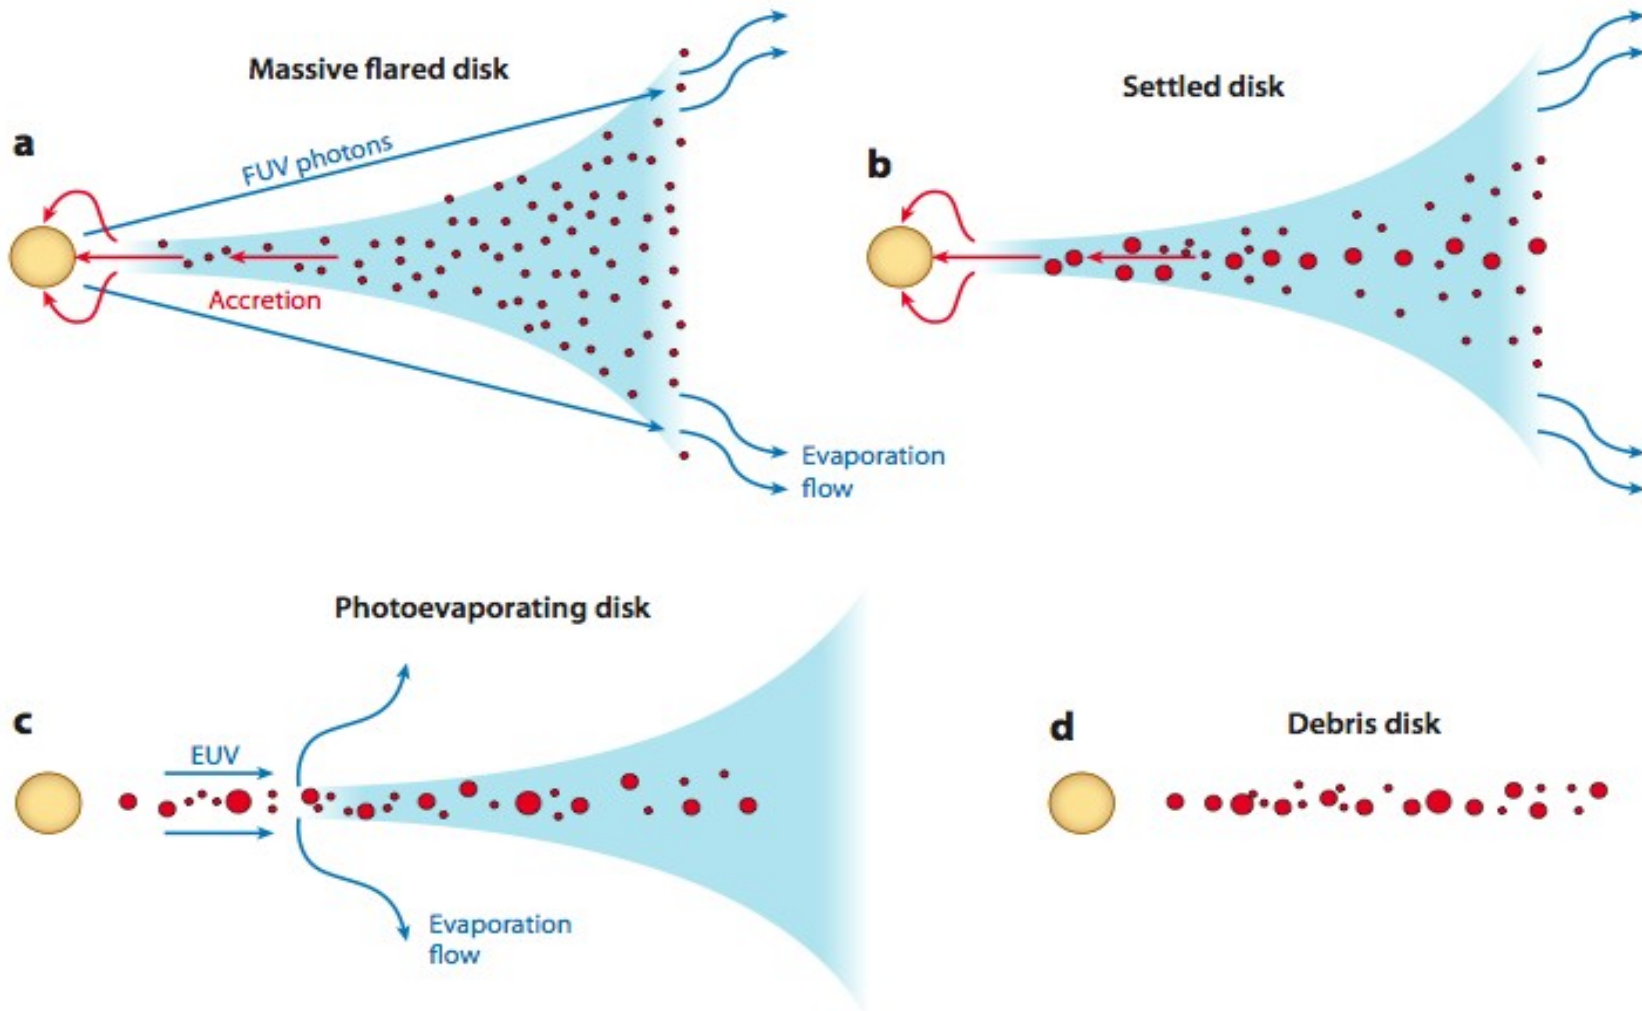 Massive flared disk
a
FUV photons
Accretion
Evaporation
flow
Settled disk
b
Photoevaporating disk
c
EUV
Evaporation
flow
d
Debris disk